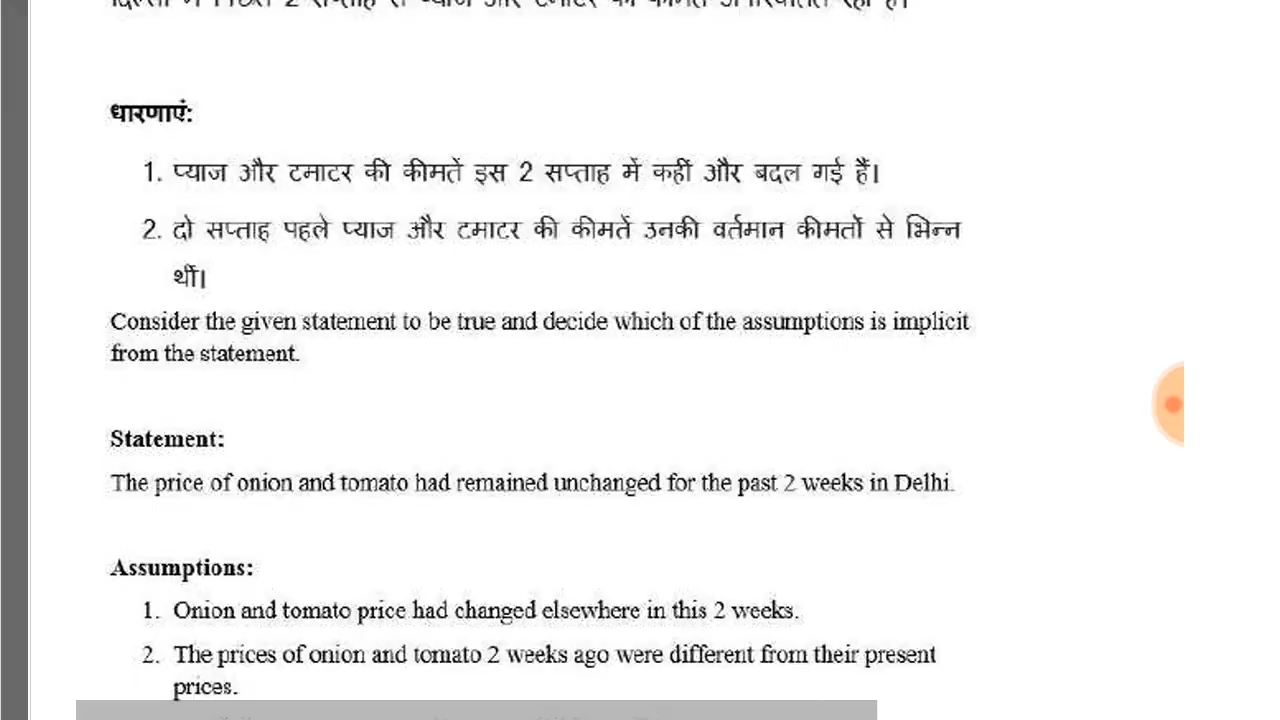 धारणाएं:
1. प्याज और टमाटर की कीमतें इस 2 सप्ताह में कहीं और बदल गई हैं।
2. दो सप्ताह पहले प्याज और टमाटर की कीमतें उनकी वर्तमान कीमतों से भिन्न
थीं।
Consider the given statement to be true and decide which of the assumptions is implicit
from the statement.
Statement:
The price of onion and tomato had remained unchanged for the past 2 weeks in Delhi.
Assumptions:
1. Onion and tomato price had changed elsewhere in this 2 weeks.
2. The prices of onion and tomato 2 weeks ago were different from their present
prices.